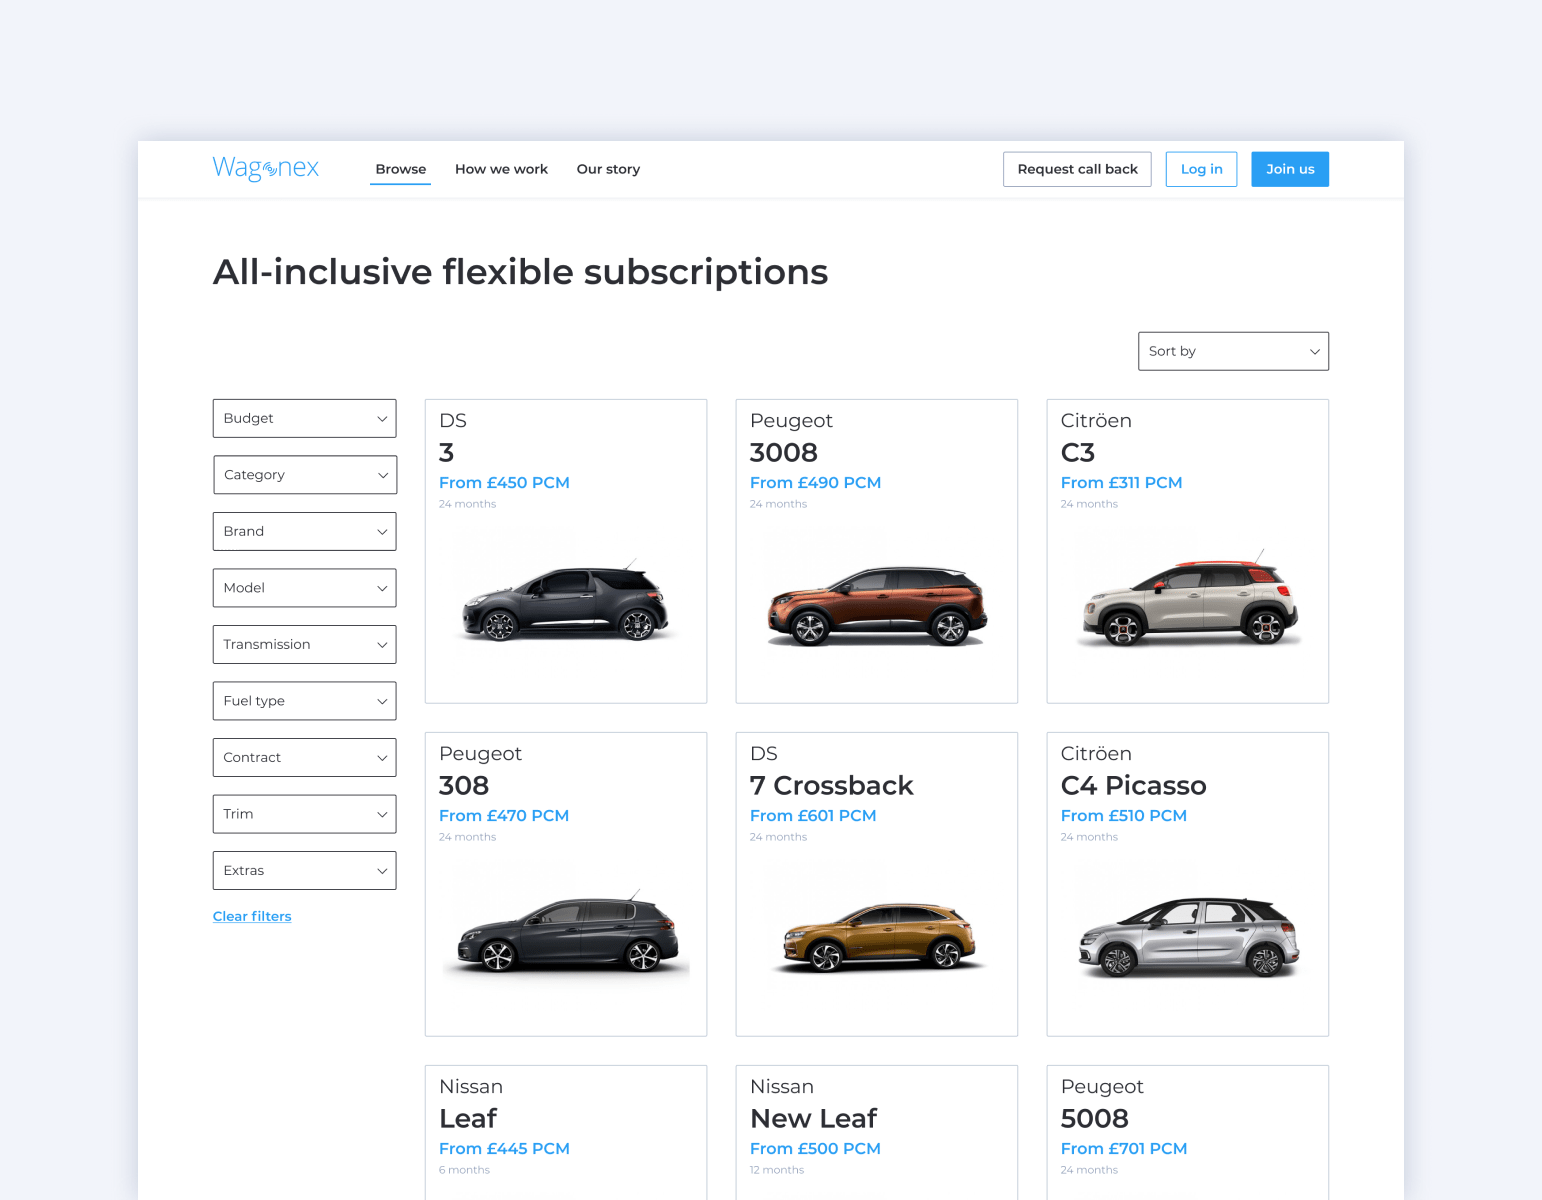 Wagonex
Browse
How we work
Our story
Request call back
Log in
Join us
All-inclusive flexible subscriptions
Sort by
Budget
Category
Brand
Model
Transmission
Fuel type
Contract
Trim
Extras
Clear filters
DS
3
From £450 PCM
24 months
Peugeot
3008
From £490 PCM
24 months
Citröen
C3
From £311 PCM
24 months
Peugeot
308
From £470 PCM
24 months
DS
7 Crossback
From £601 PCM
24 months
Citröen
C4 Picasso
From £510 PCM
24 months
Nissan
Leaf
From £445 PCM
6 months
Nissan
New Leaf
From £500 PCM
12 months
Peugeot
5008
From £701 PCM
24 months